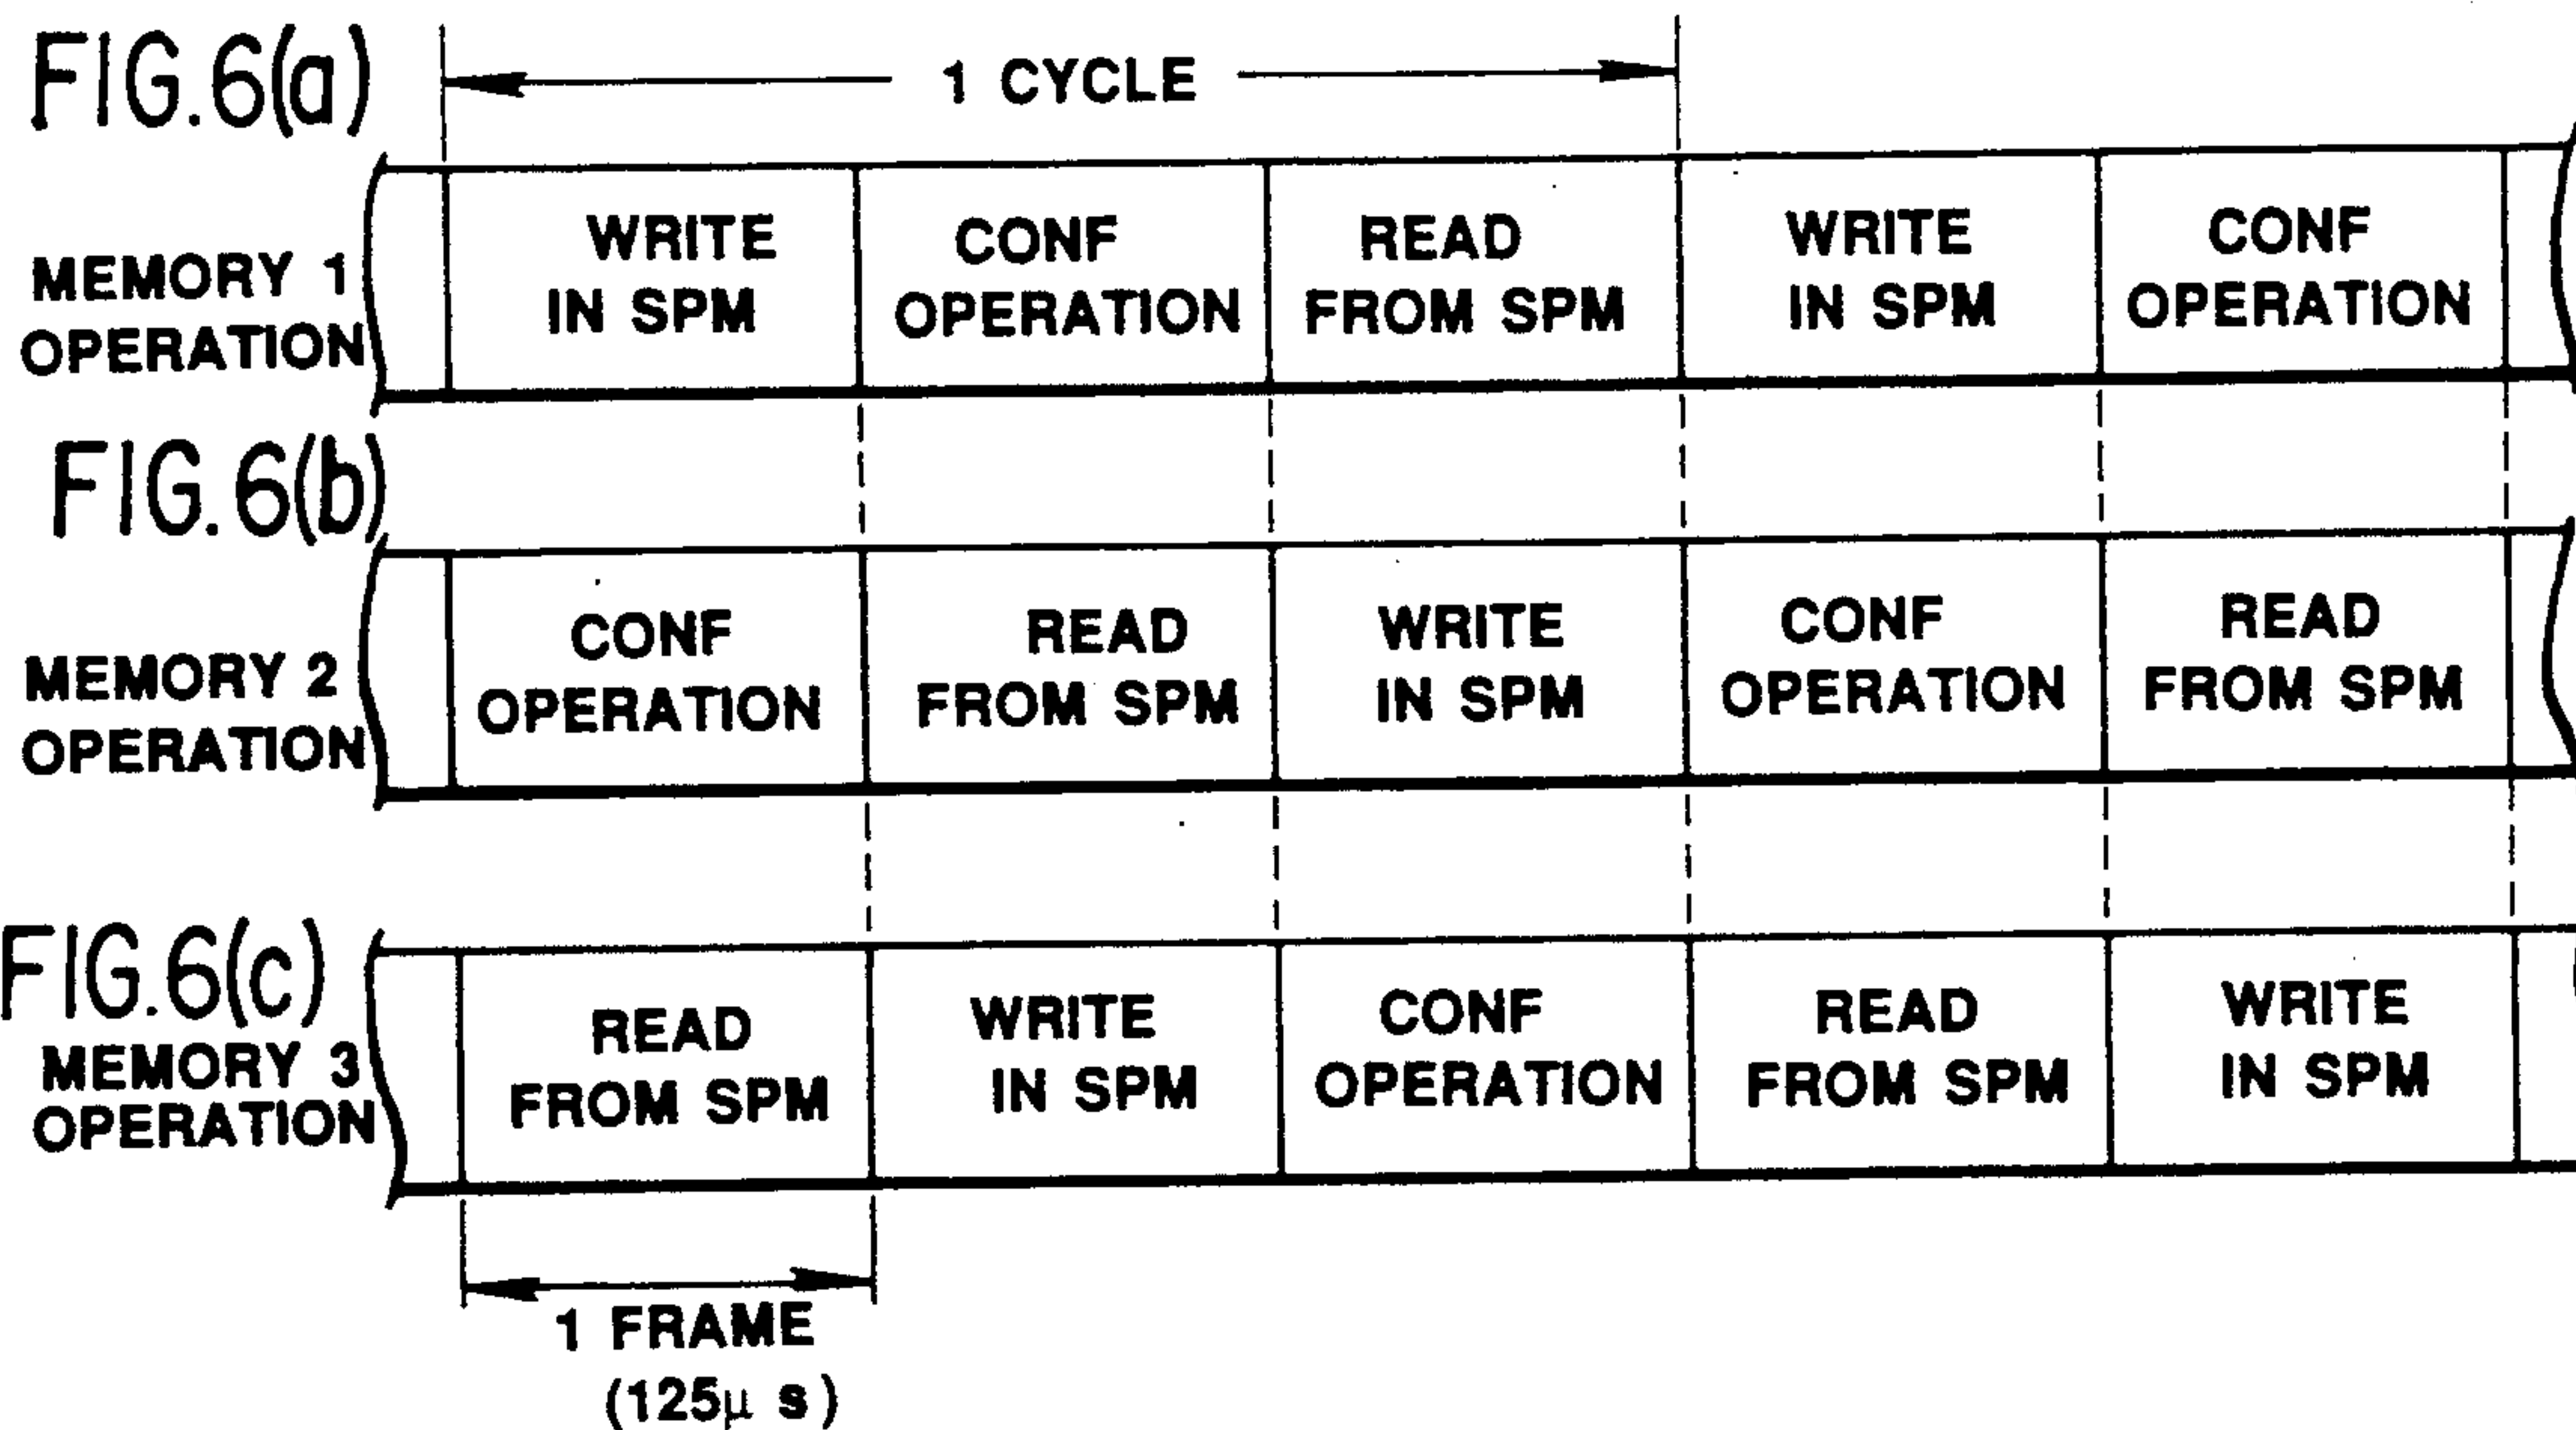 FIG.6(a)
1 CYCLE
MEMORY 1
OPERATION
WRITE
IN SPM
CONF
OPERATION
READ
FROM SPM
WRITE
IN SPM
CONF
OPERATION
FIG.6(b)
MEMORY 2
OPERATION
CONF
OPERATION
READ
FROM SPM
WRITE
IN SPM
CONF
OPERATION
READ
FROM SPM
FIG.6(c)
MEMORY 3
OPERATION
READ
FROM SPM
WRITE
IN SPM
CONF
OPERATION
READ
FROM SPM
WRITE
IN SPM
1 FRAME
(125μ s)